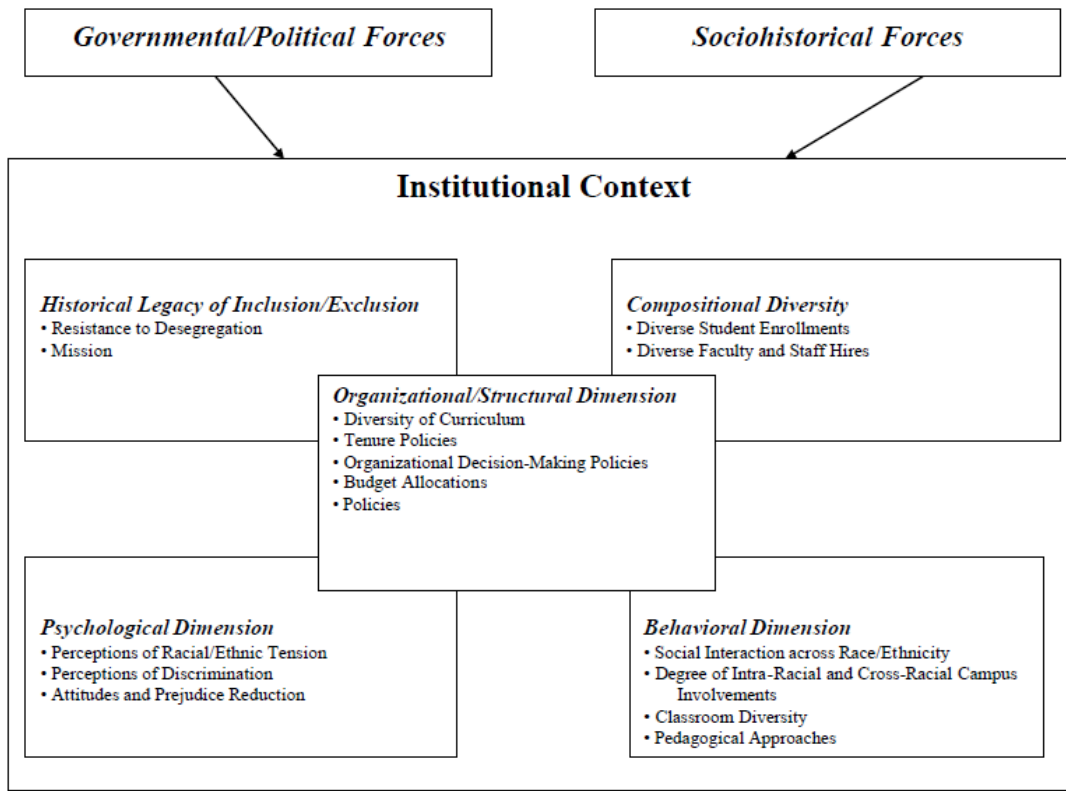 Governmental/Political Forces
Sociohistorical Forces
Institutional Context
Historical Legacy of Inclusion/Exclusion
• Resistance to Desegregation
• Mission
Compositional Diversity
• Diverse Student Enrollments
• Diverse Faculty and Staff Hires
Organizational/Structural Dimension
• Diversity of Curriculum
• Tenure Policies
• Organizational Decision-Making Policies
• Budget Allocations
• Policies
Psychological Dimension
• Perceptions of Racial/Ethnic Tension
• Perceptions of Discrimination
• Attitudes and Prejudice Reduction
Behavioral Dimension
• Social Interaction across Race/Ethnicity
• Degree of Intra-Racial and Cross-Racial Campus
Involvements
• Classroom Diversity
• Pedagogical Approaches